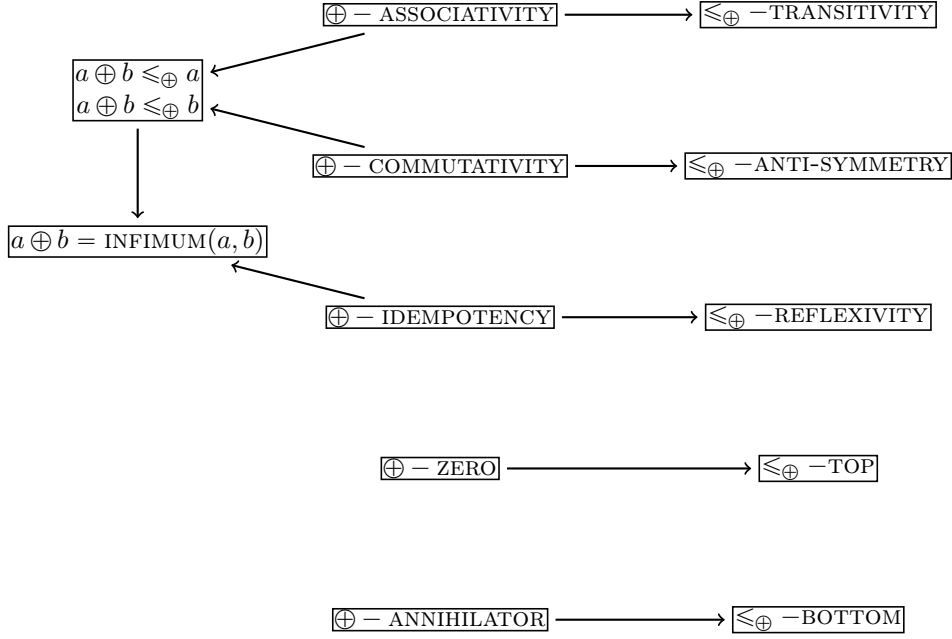 ⊕ − ASSOCIATIVITY
⩽⊕ −TRANSITIVITY
a ⊕ b ⩽⊕ a
a ⊕ b ⩽⊕ b
⊕ − COMMUTATIVITY
⩽⊕ −ANTI-SYMMETRY
a ⊕ b = INFIMUM(a, b)
⊕ − IDEMPOTENCY
⩽⊕ −REFLEXIVITY
⊕ − ZERO
⩽⊕ −TOP
⊕ − ANNIHILATOR
⩽⊕ −BOTTOM